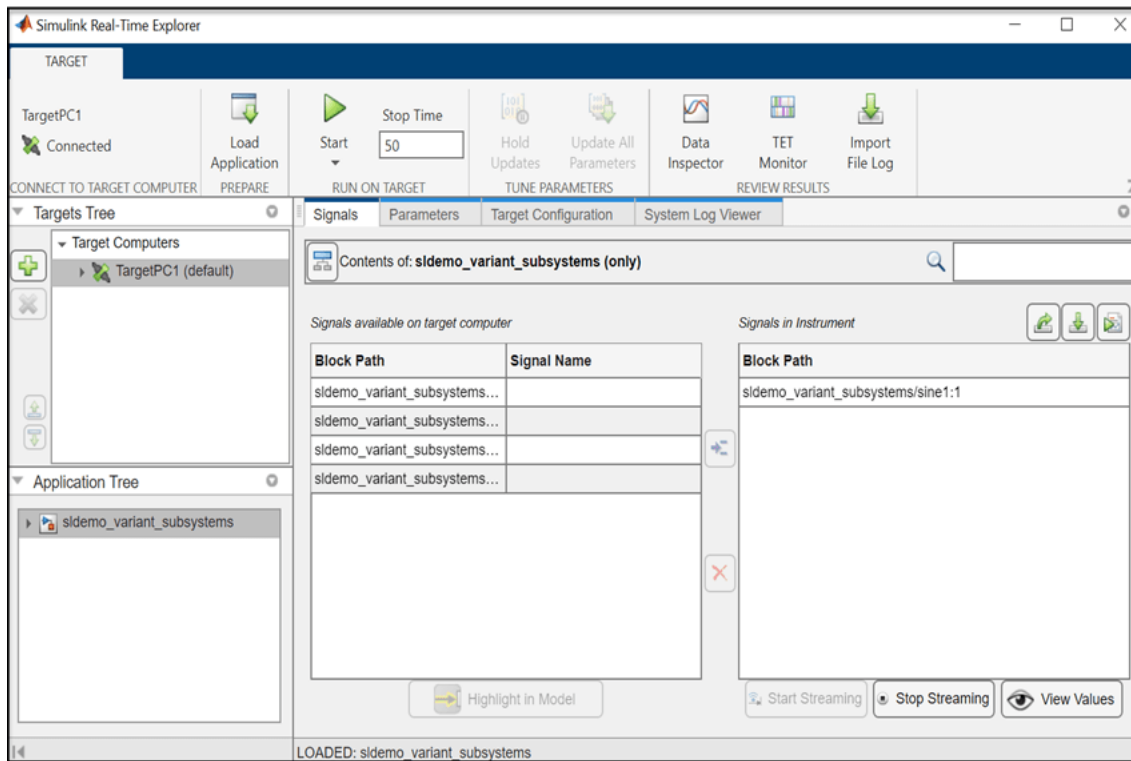 Simulink Real-Time Explorer
TARGET
TargetPC1
Connected
CONNECT TO TARGET COMPUTER
Load
Application
PREPARE
Start
Stop Time
50
RUN ON TARGET
Hold
Updates
Update All
Parameters
TUNE PARAMETERS
Data
Inspector
TET
Monitor
Import
File Log
REVIEW RESULTS
Targets Tree
Target Computers
TargetPC1 (default)
Application Tree
sldemo_variant_subsystems
Signals
Parameters
Target Configuration
System Log Viewer
Contents of: sldemo_variant_subsystems (only)
Signals available on target computer
Block Path
Signal Name
sldemo_variant_subsystems...
sldemo_variant_subsystems...
sldemo_variant_subsystems...
sldemo_variant_subsystems...
Highlight in Model
Signals in Instrument
Block Path
sldemo_variant_subsystems/sine1:1
Start Streaming
Stop Streaming
View Values
LOADED: sldemo_variant_subsystems